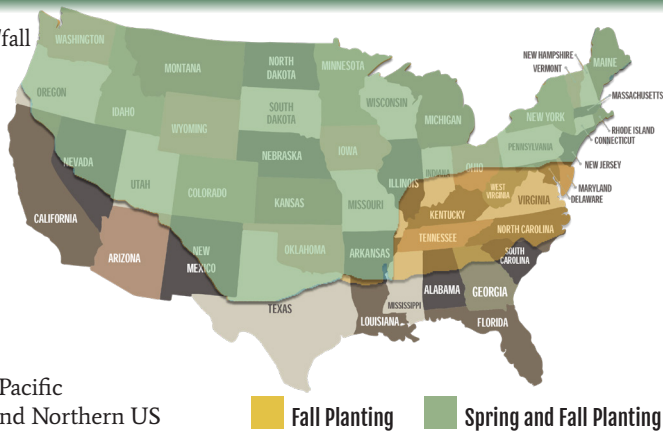 fall
WASHINGTON
MONTANA
NORTH
DAKOTA
MINNESOTA
NEW HAMPSHIRE
VERMONT
MAINE
OREGON
IDAHO
SOUTH
DAKOTA
WISCONSIN
MICHIGAN
NEW YORK
MASSACHUSETTS
WYOMING
IOWA
RHODE ISLAND
CONNECTICUT
NEVADA
UTAH
COLORADO
NEBRASKA
KANSAS
MISSOURI
ILLINOIS
INDIANA
OHIO
PENNSYLVANIA
NEW JERSEY
MARYLAND
DELAWARE
CALIFORNIA
KENTUCKY
WEST
VIRGINIA
VIRGINIA
ARIZONA
NEW
MEXICO
OKLAHOMA
ARKANSAS
TENNESSEE
NORTH CAROLINA
SOUTH
CAROLINA
TEXAS
LOUISIANA
MISSISSIPPI
ALABAMA
GEORGIA
FLORIDA
Pacific
nd Northern US
Fall Planting
Spring and Fall Planting